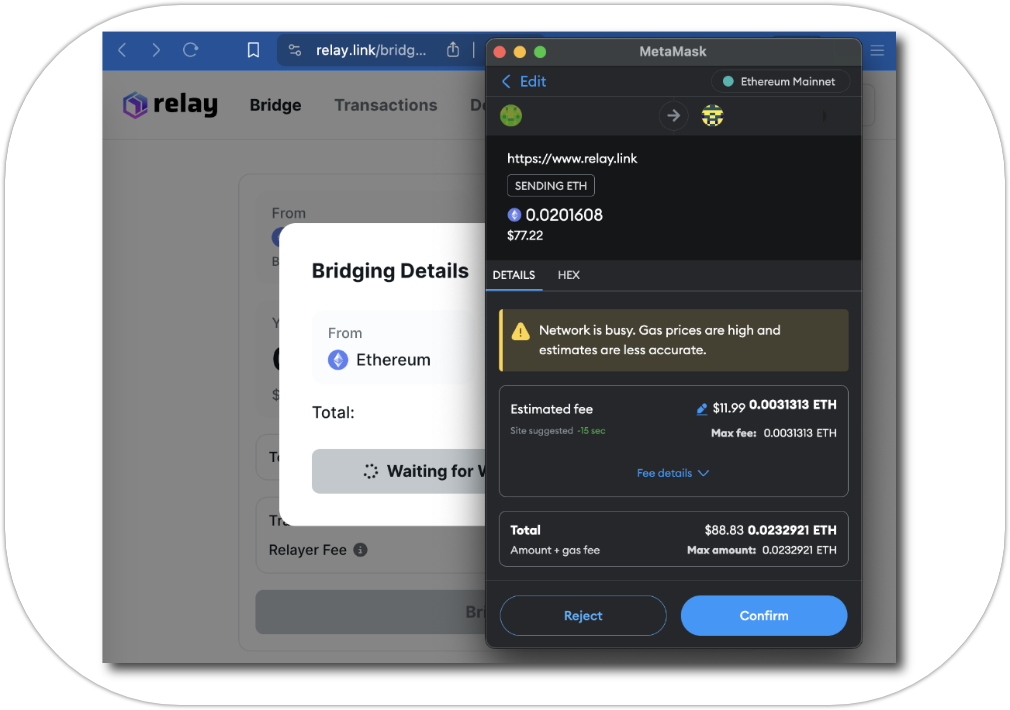 relay.link/bridg...
relay
Bridge
Transactions
From
Bridging Details
From
Ethereum
Total:
Waiting for
Relayer Fee
MetaMask
Edit
Ethereum Mainnet
https://www.relay.link
SENDING ETH
0.0201608
$77.22
DETAILS HEX
Network is busy. Gas prices are high and
estimates are less accurate.
Estimated fee $11.99 0.0031313 ETH
Site suggested ~15 sec Max fee: 0.0031313 ETH
Fee details
Total $88.83 0.0232921 ETH
Amount + gas fee Max amount: 0.0232921 ETH
Reject Confirm